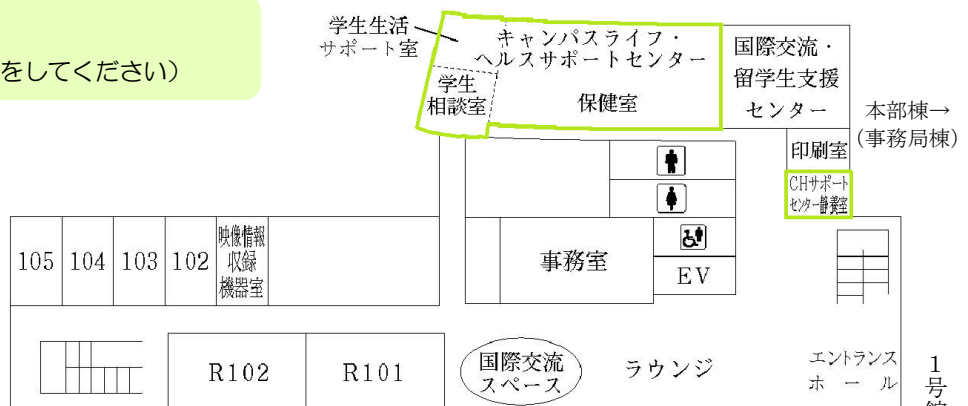 をしてください）
学生生活
サポート室
キャンパスライフ・
ヘルスサポートセンター
学生
相談室
保健室
国際交流・
留学生支援
センター
本部棟→
（事務局棟）
印刷室
CHサポート
センター静養室
105
104
103
102
映像情報
収録
機器室
事務室
EV
R102
R101
国際交流
スペース
ラウンジ
エントランス
ホール
1号館